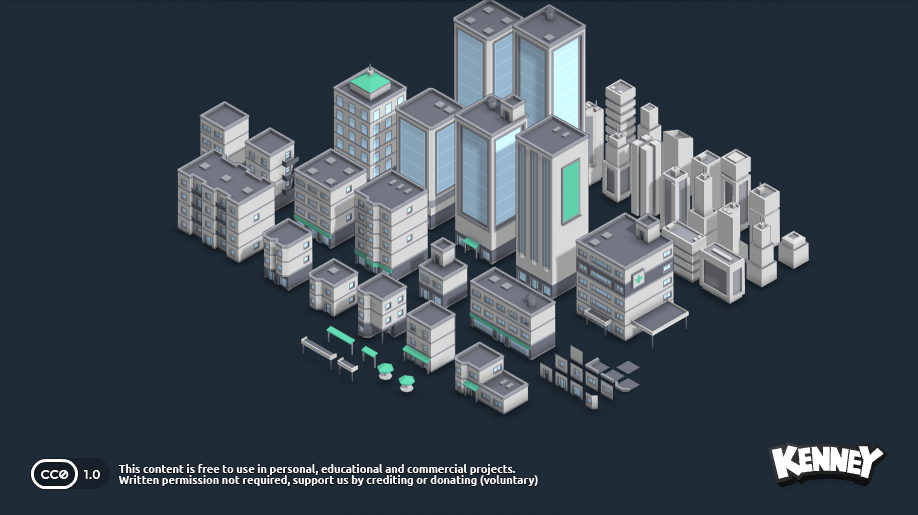 CC0 1.0
This content is free to use in personal, educational and commercial projects.
Written permission not required, support us by crediting or donating (voluntary)
KENNEY